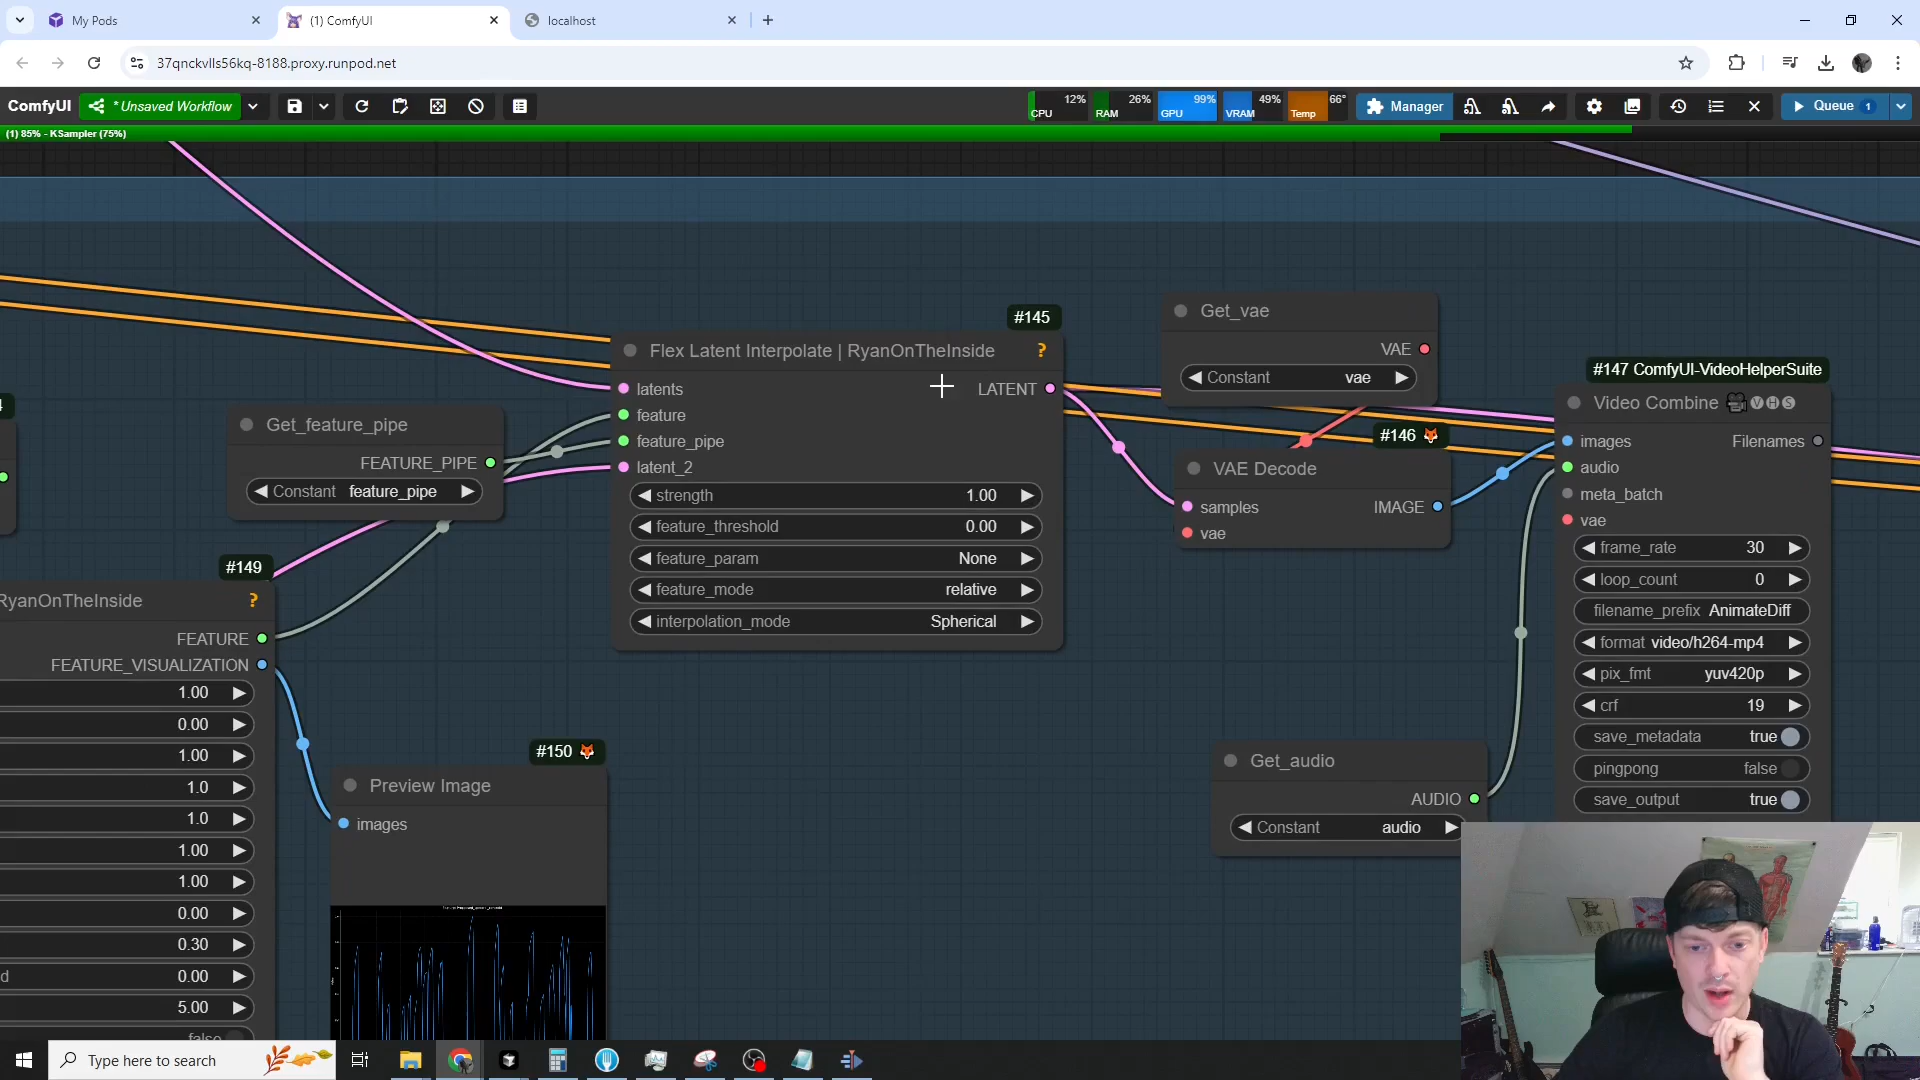 My Pods
(1) ComfyUI
localhost
37qnckvlls56kq-8188.proxy.runpod.net
ComfyUI
* Unsaved Workflow
12%
CPU
26%
RAM
99%
GPU
49%
VRAM
66°
Temp
Manager
Queue 1
(1) 85% - KSampler (75%)
#145
Flex Latent Interpolate | RyanOnTheInside ?
latents
LATENT
feature
feature_pipe
latent_2
strength 1.00
feature_threshold 0.00
feature_param None
feature_mode relative
interpolation_mode Spherical
Get_feature_pipe
FEATURE_PIPE
Constant feature_pipe
#149
RyanOnTheInside ?
FEATURE
FEATURE_VISUALIZATION
1.00
0.00
1.00
1.0
1.0
1.00
1.00
0.00
0.30
d 0.00
5.00
false
#150
Preview Image
images
Get_vae
VAE
Constant vae
#146
VAE Decode
samples
IMAGE
vae
Get_audio
AUDIO
Constant audio
#147 ComfyUI-VideoHelperSuite
Video Combine VHS
images
Filenames
audio
meta_batch
vae
frame_rate 30
loop_count 0
filename_prefix AnimateDiff
format video/h264-mp4
pix_fmt yuv420p
crf 19
save_metadata true
pingpong false
save_output true
Type here to search